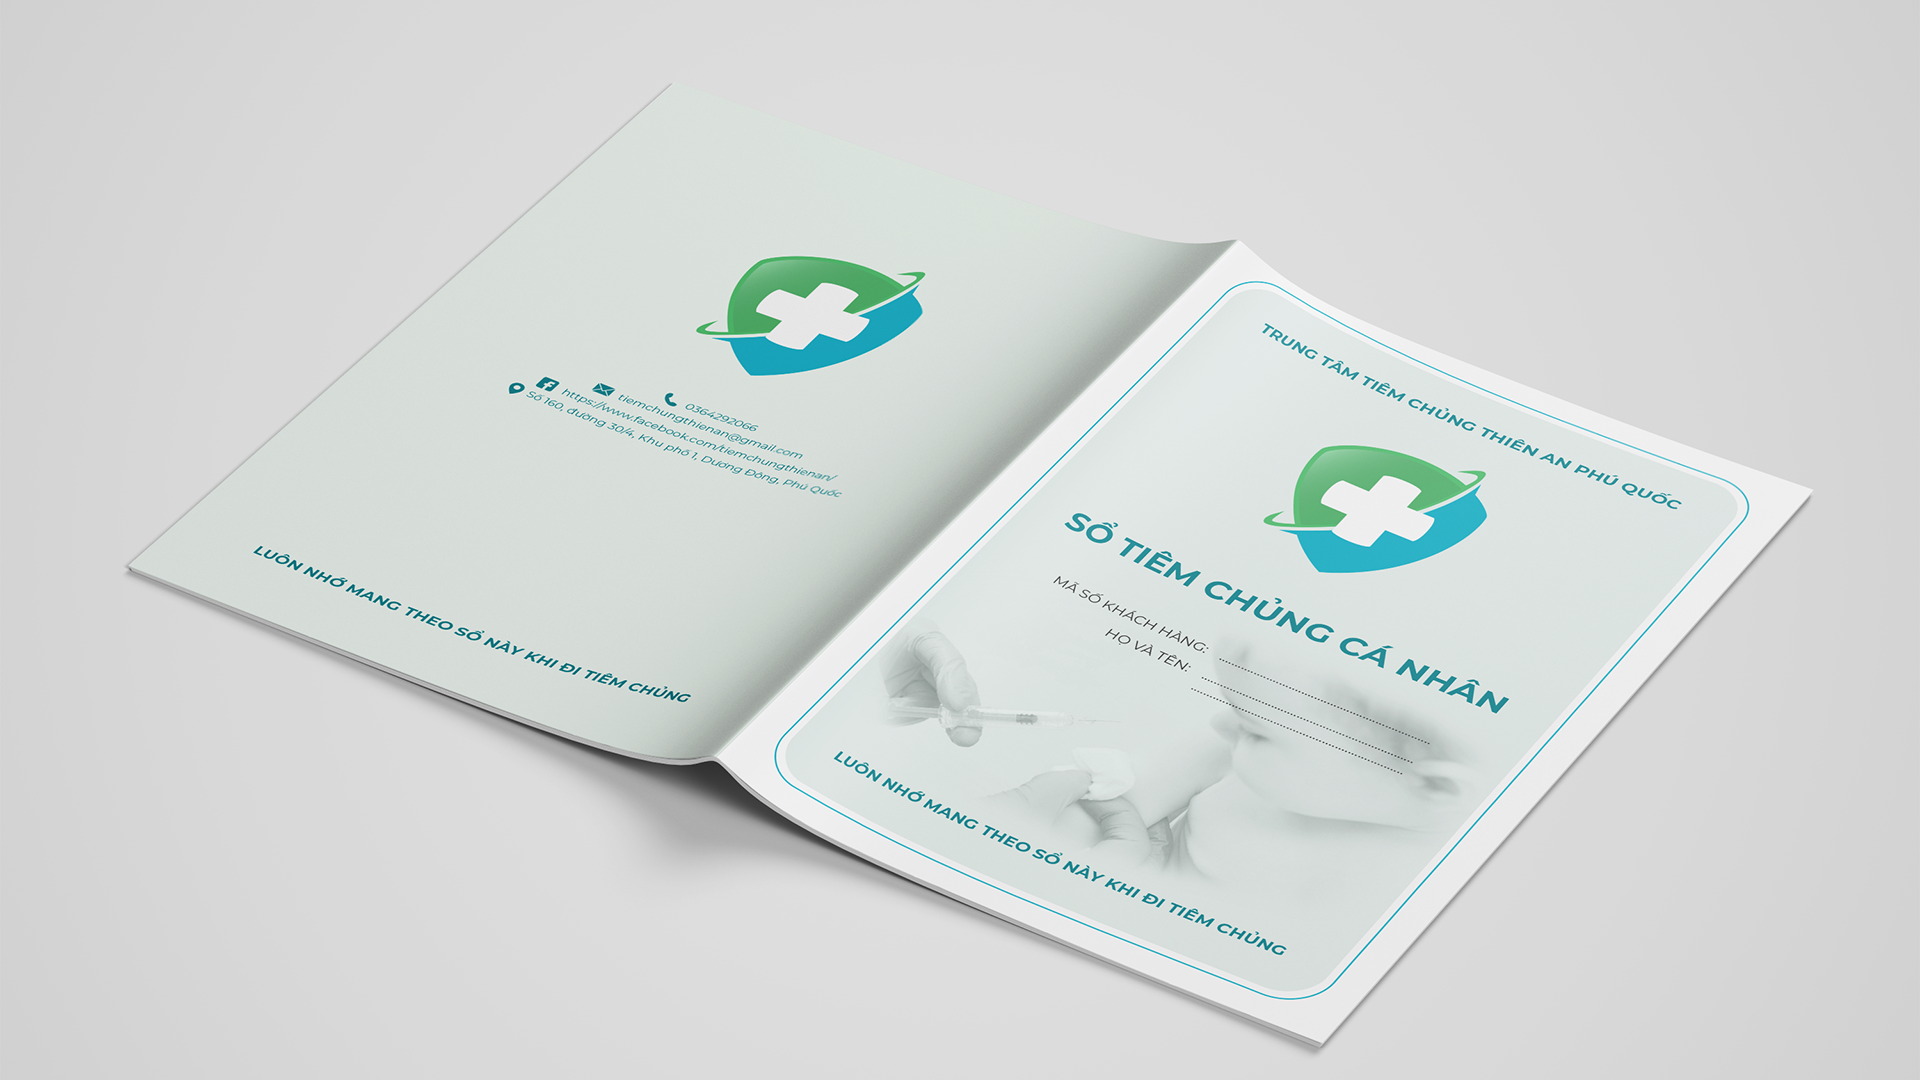 0364292066
tiemchungthienan@gmail.com
https://www.facebook.com/tiemchungthienan/
Số 160, đường 30/4, Khu phố 1, Dương Đông, Phú Quốc
LUÔN NHỚ MANG THEO SỔ NÀY KHI ĐI TIÊM CHỦNG
TRUNG TÂM TIÊM CHỦNG THIÊN AN PHÚ QUỐC
SỔ TIÊM CHỦNG CÁ NHÂN
MÃ SỐ KHÁCH HÀNG:
HỌ VÀ TÊN:
LUÔN NHỚ MANG THEO SỔ NÀY KHI ĐI TIÊM CHỦNG